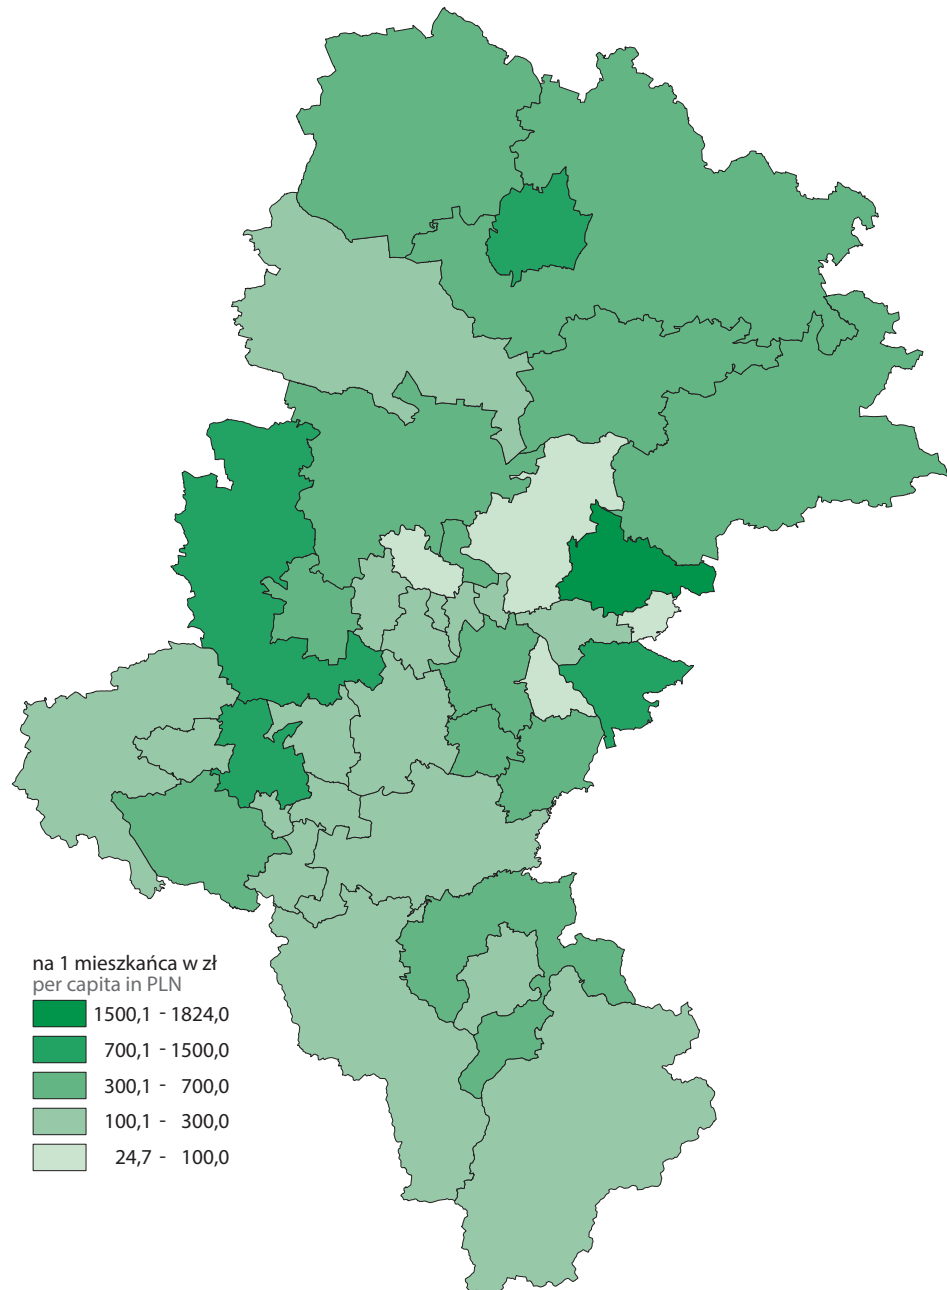 na 1 mieszkańca w zł
per capita in PLN
1500,1 - 1824,0
700,1 - 1500,0
300,1 - 700,0
100,1 - 300,0
24,7 - 100,0